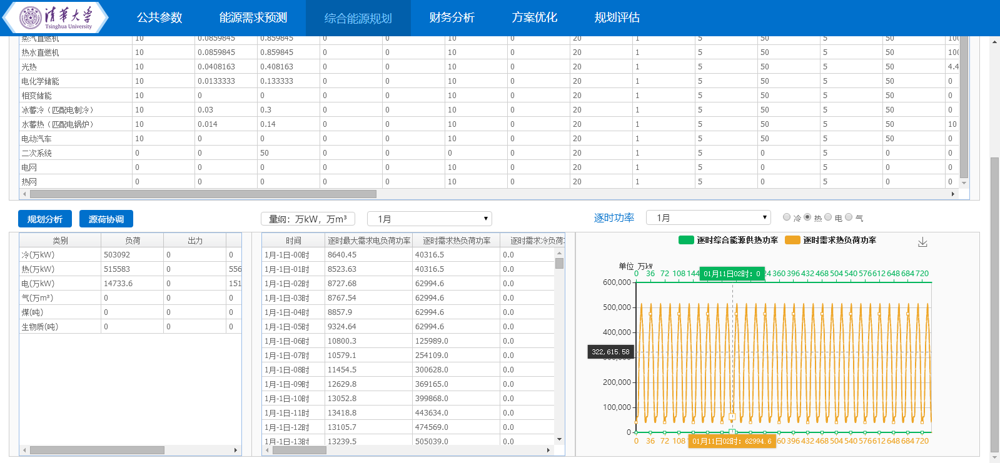 清华大学
Tsinghua University
公共参数 能源需求预测 综合能源规划 财务分析 方案优化 规划评估
蒸汽直燃机 10 0.0859845 0.859845 0 0 10 0 20 1 5 50 5 50 100
热水直燃机 10 0.0859845 0.859845 0 0 10 0 20 1 5 50 5 50 100
光热 10 0.0408163 0.408163 0 0 10 0 20 1 5 50 5 50 4.4
电化学储能 10 0.0133333 0.133333 0 0 10 0 20 1 5 50 5 50 0
相变储能 10 0 0 0 0 10 0 20 1 5 50 5 50 0
冰蓄冷（匹配电制冷） 10 0.03 0.3 0 0 10 0 20 1 5 50 5 50 0
水蓄热（匹配电锅炉） 10 0.014 0.14 0 0 10 0 20 1 5 50 5 50 10
电动汽车 10 0 0 0 0 10 0 20 1 5 50 5 50 0
二次系统 0 0 50 0 0 0 0 20 1 5 0 5 0 0
电网 0 0 0 0 0 10 0 20 1 5 0 5 0 0
热网 0 0 0 0 0 10 0 20 1 5 0 5 0 0
规划分析 源荷协调 量纲：万kW，万m³ 1月 逐时功率 1月 冷 热 电 气
类别 负荷 出力
冷(万kW) 503092 0 0
热(万kW) 515583 0 556
电(万kW) 14733.6 0 151
气(万m³) 0 0 0
煤(吨) 0 0 0
生物质(吨) 0 0 0
时间 逐时最大需求电负荷功率 逐时需求热负荷功率 逐时需求冷负荷
1月-1日-00时 8640.45 40316.5 0.0
1月-1日-01时 8523.63 40316.5 0.0
1月-1日-02时 8727.68 62994.6 0.0
1月-1日-03时 8767.54 62994.6 0.0
1月-1日-04时 8857.9 62994.6 0.0
1月-1日-05时 9324.64 62994.6 0.0
1月-1日-06时 10800.3 125989.0 0.0
1月-1日-07时 10579.1 254109.0 0.0
1月-1日-08时 11454.5 300628.0 0.0
1月-1日-09时 12629.8 369165.0 0.0
1月-1日-10时 13052.8 399868.0 0.0
1月-1日-11时 13418.8 443634.0 0.0
1月-1日-12时 13105.7 474569.0 0.0
1月-1日-13时 13239.5 505039.0 0.0
逐时综合能源供热功率 逐时需求热负荷功率
单位 万kW
0 36 72 108 144 01月11日02时：0 24 360 396 432 468 504 540 576 612 648 684 720
600,000
500,000
400,000
322,615.58
200,000
100,000
0
0 36 72 01月11日02时：62994.6 360 396 432 468 504 540 576 612 648 684 720